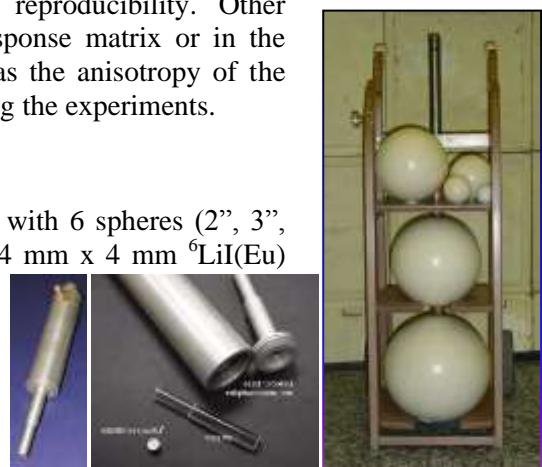 reproducibility. Other
sponse matrix or in the
as the anisotropy of the
g the experiments.
with 6 spheres (2”, 3”,
4 mm x 4 mm ⁶LiI(Eu)